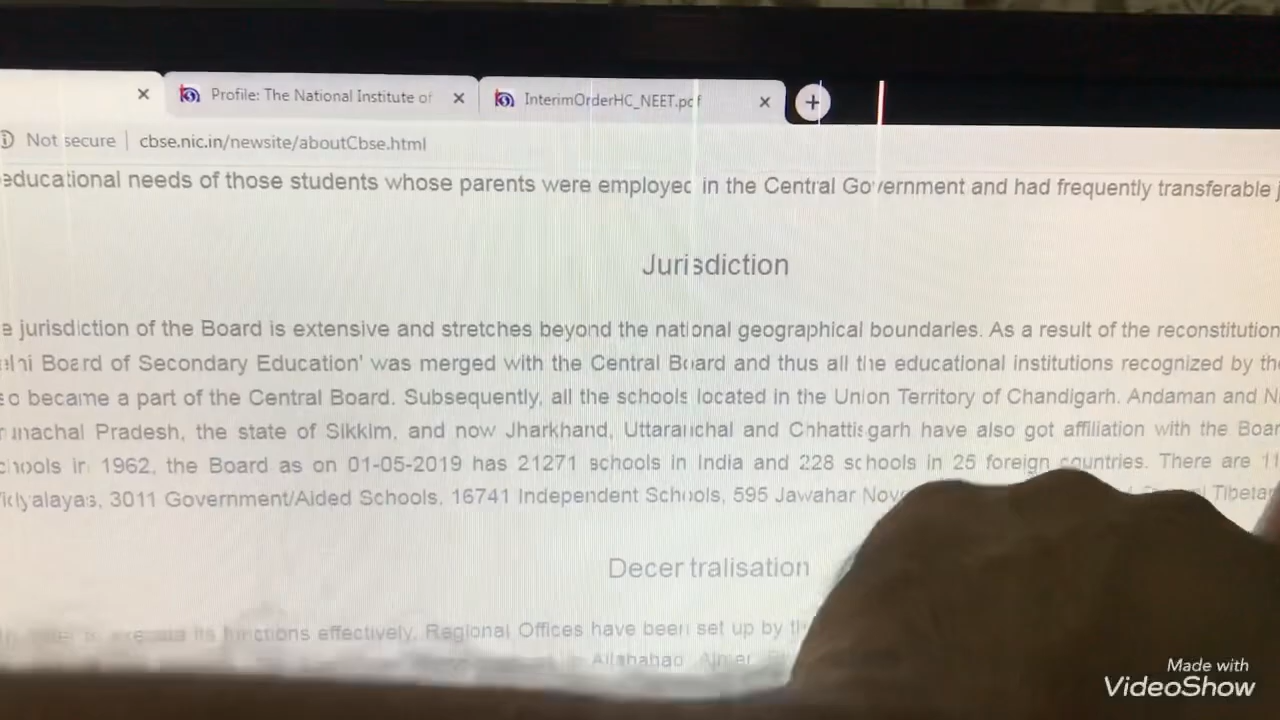 Profile: The National Institute of
InterimOrderHC_NEET.pdf
Not secure | cbse.nic.in/newsite/aboutCbse.html
educational needs of those students whose parents were employed in the Central Government and had frequently transferable
Jurisdiction
jurisdiction of the Board is extensive and stretches beyond the national geographical boundaries. As a result of the reconstitution
Board of Secondary Education' was merged with the Central Board and thus all the educational institutions recognized by
became a part of the Central Board. Subsequently, all the schools located in the Union Territory of Chandigarh. Andaman and
Pradesh, the state of Sikkim, and now Jharkhand, Uttaranchal and Chhattisgarh have also got affiliation with the
in 1962, the Board as on 01-05-2019 has 21271 schools in India and 228 schools in 25 foreign countries. There are
3011 Government/Aided Schools, 16741 Independent Schools, 595 Jawahar
Decentralisation
its functions effectively, Regional Offices have been set up by
Made with
VideoShow